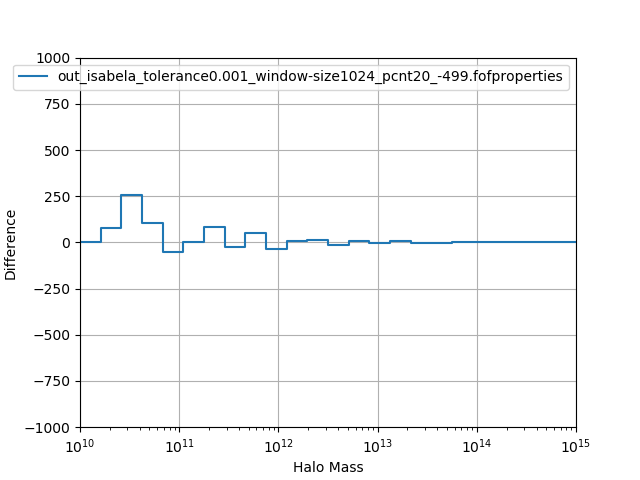 1000
out_isabela_tolerance0.001_window-size1024_pcnt20_-499.fofproperties
750
500
250
0
−250
−500
−750
−1000
Difference
10^10 10^11 10^12 10^13 10^14 10^15
Halo Mass